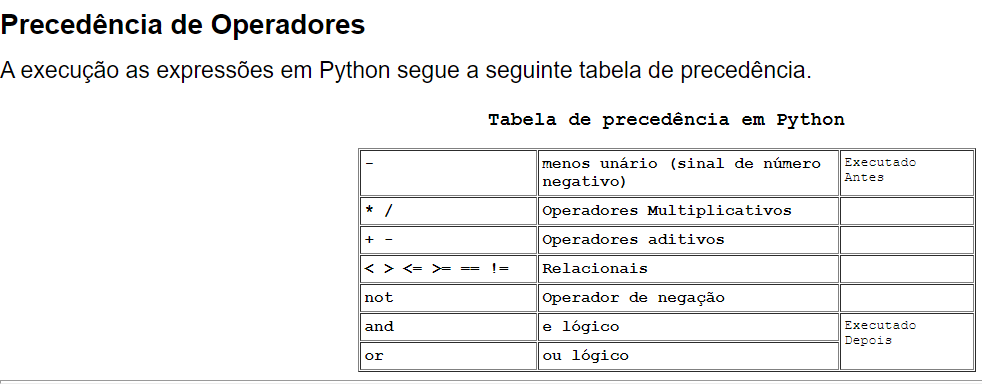 Precedência de Operadores
A execução as expressões em Python segue a seguinte tabela de precedência.
Tabela de precedência em Python
- menos unário (sinal de número Executado
negativo) Antes
* / Operadores Multiplicativos
+ - Operadores aditivos
< > <= >= == != Relacionais
not Operador de negação
and e lógico Executado
Depois
or ou lógico